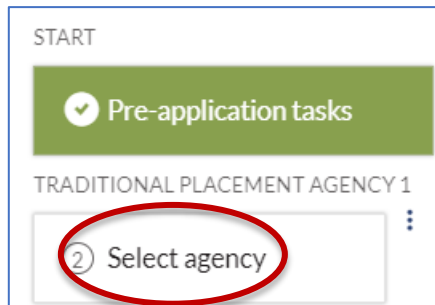 START
Pre-application tasks
TRADITIONAL PLACEMENT AGENCY 1
2 Select agency